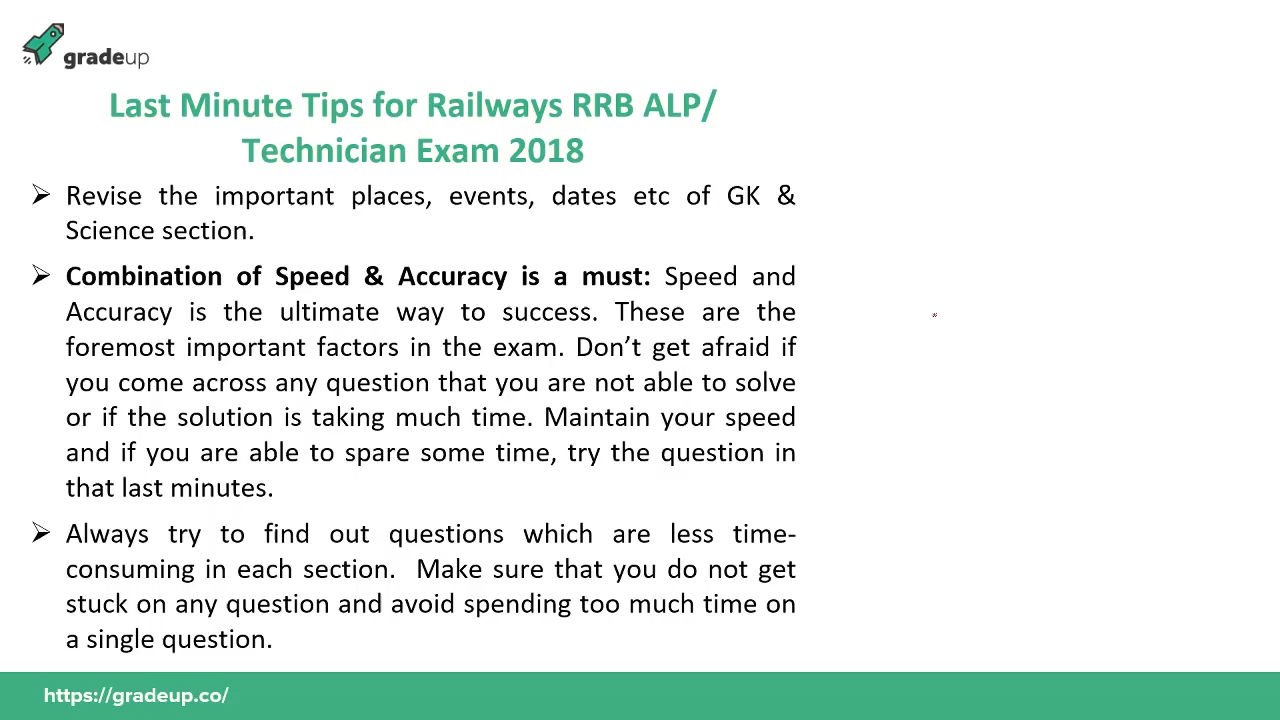 gradeup
Last Minute Tips for Railways RRB ALP/
Technician Exam 2018
➢ Revise the important places, events, dates etc of GK &
Science section.
➢ Combination of Speed & Accuracy is a must: Speed and
Accuracy is the ultimate way to success. These are the
foremost important factors in the exam. Don’t get afraid if
you come across any question that you are not able to solve
or if the solution is taking much time. Maintain your speed
and if you are able to spare some time, try the question in
that last minutes.
➢ Always try to find out questions which are less time-
consuming in each section.  Make sure that you do not get
stuck on any question and avoid spending too much time on
a single question.
https://gradeup.co/